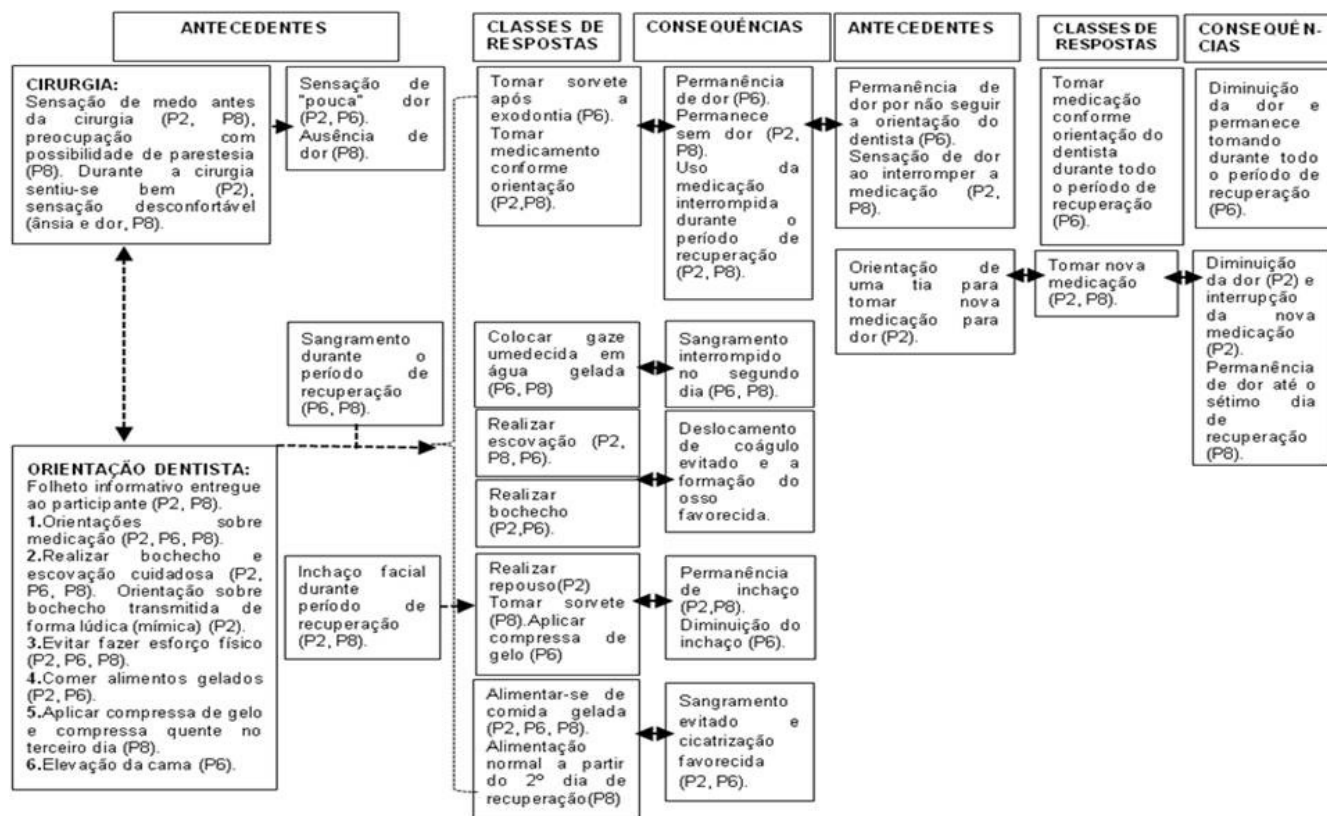 ANTECEDENTES
CLASSES DE
RESPOSTAS
CONSEQUÊNCIAS
ANTECEDENTES
CLASSES DE
RESPOSTAS
CONSEQUÊN-
CIAS
CIRURGIA:
Sensação de medo antes
da cirurgia (P2, P8),
preocupação com
possibilidade de parestesia
(P8). Durante a cirurgia
sentiu-se bem (P2),
sensação desconfortável
(ânsia e dor, P8).
Sensação de
"pouca" dor
(P2, P6).
Ausência de
dor (P8).
Tomar sorvete
após a
exodontia (P6).
Tomar
medicamento
conforme
orientação
(P2,P8).
Permanência
de dor (P6).
Permanece
sem dor (P2,
P8).
Uso da
medicação
interrompida
durante o
período de
recuperação
(P2, P8).
Permanência de
dor por não seguir
a orientação do
dentista (P6).
Sensação de dor
ao interromper a
medicação (P2,
P8).
Tomar
medicação
conforme
orientação do
dentista
durante todo
o período de
recuperação
(P6).
Diminuição
da dor e
permanece
tomando
durante todo
o período de
recuperação
(P6).
Orientação de
uma tia para
tomar nova
medicação para
dor (P2).
Tomar nova
medicação
(P2, P8).
Diminuição
da dor (P2) e
interrupção
da nova
medicação
(P2).
Permanência
de dor até o
sétimo dia
de
recuperação
(P8).
Sangramento
durante o
período de
recuperação
(P6, P8).
Colocar gaze
umedecida em
água gelada
(P6, P8)
Sangramento
interrompido
no segundo
dia (P6, P8).
Realizar
escovação (P2,
P8, P6).
Realizar
bochecho
(P2,P6).
Deslocamento
de coágulo
evitado e a
formação do
osso
favorecida.
ORIENTAÇÃO DENTISTA:
Folheto informativo entregue
ao participante (P2, P8).
1.Orientações sobre
medicação (P2, P6, P8).
2.Realizar bochecho e
escovação cuidadosa (P2,
P6, P8). Orientação sobre
bochecho transmitida de
forma lúdica (mímica) (P2).
3.Evitar fazer esforço físico
(P2, P6, P8).
4.Comer alimentos gelados
(P2, P6).
5.Aplicar compressa de gelo
e compressa quente no
terceiro dia (P8).
6.Elevação da cama (P6).
Inchaço facial
durante
período de
recuperação
(P2, P8).
Realizar
repouso(P2)
Tomar sorvete
(P8).Aplicar
compressa de
gelo (P6)
Permanência
de inchaço
(P2,P8).
Diminuição do
inchaço (P6).
Alimentar-se de
comida gelada
(P2, P6, P8).
Alimentação
normal a partir
do 2º dia de
recuperação(P8)
Sangramento
evitado e
cicatrização
favorecida
(P2, P6).